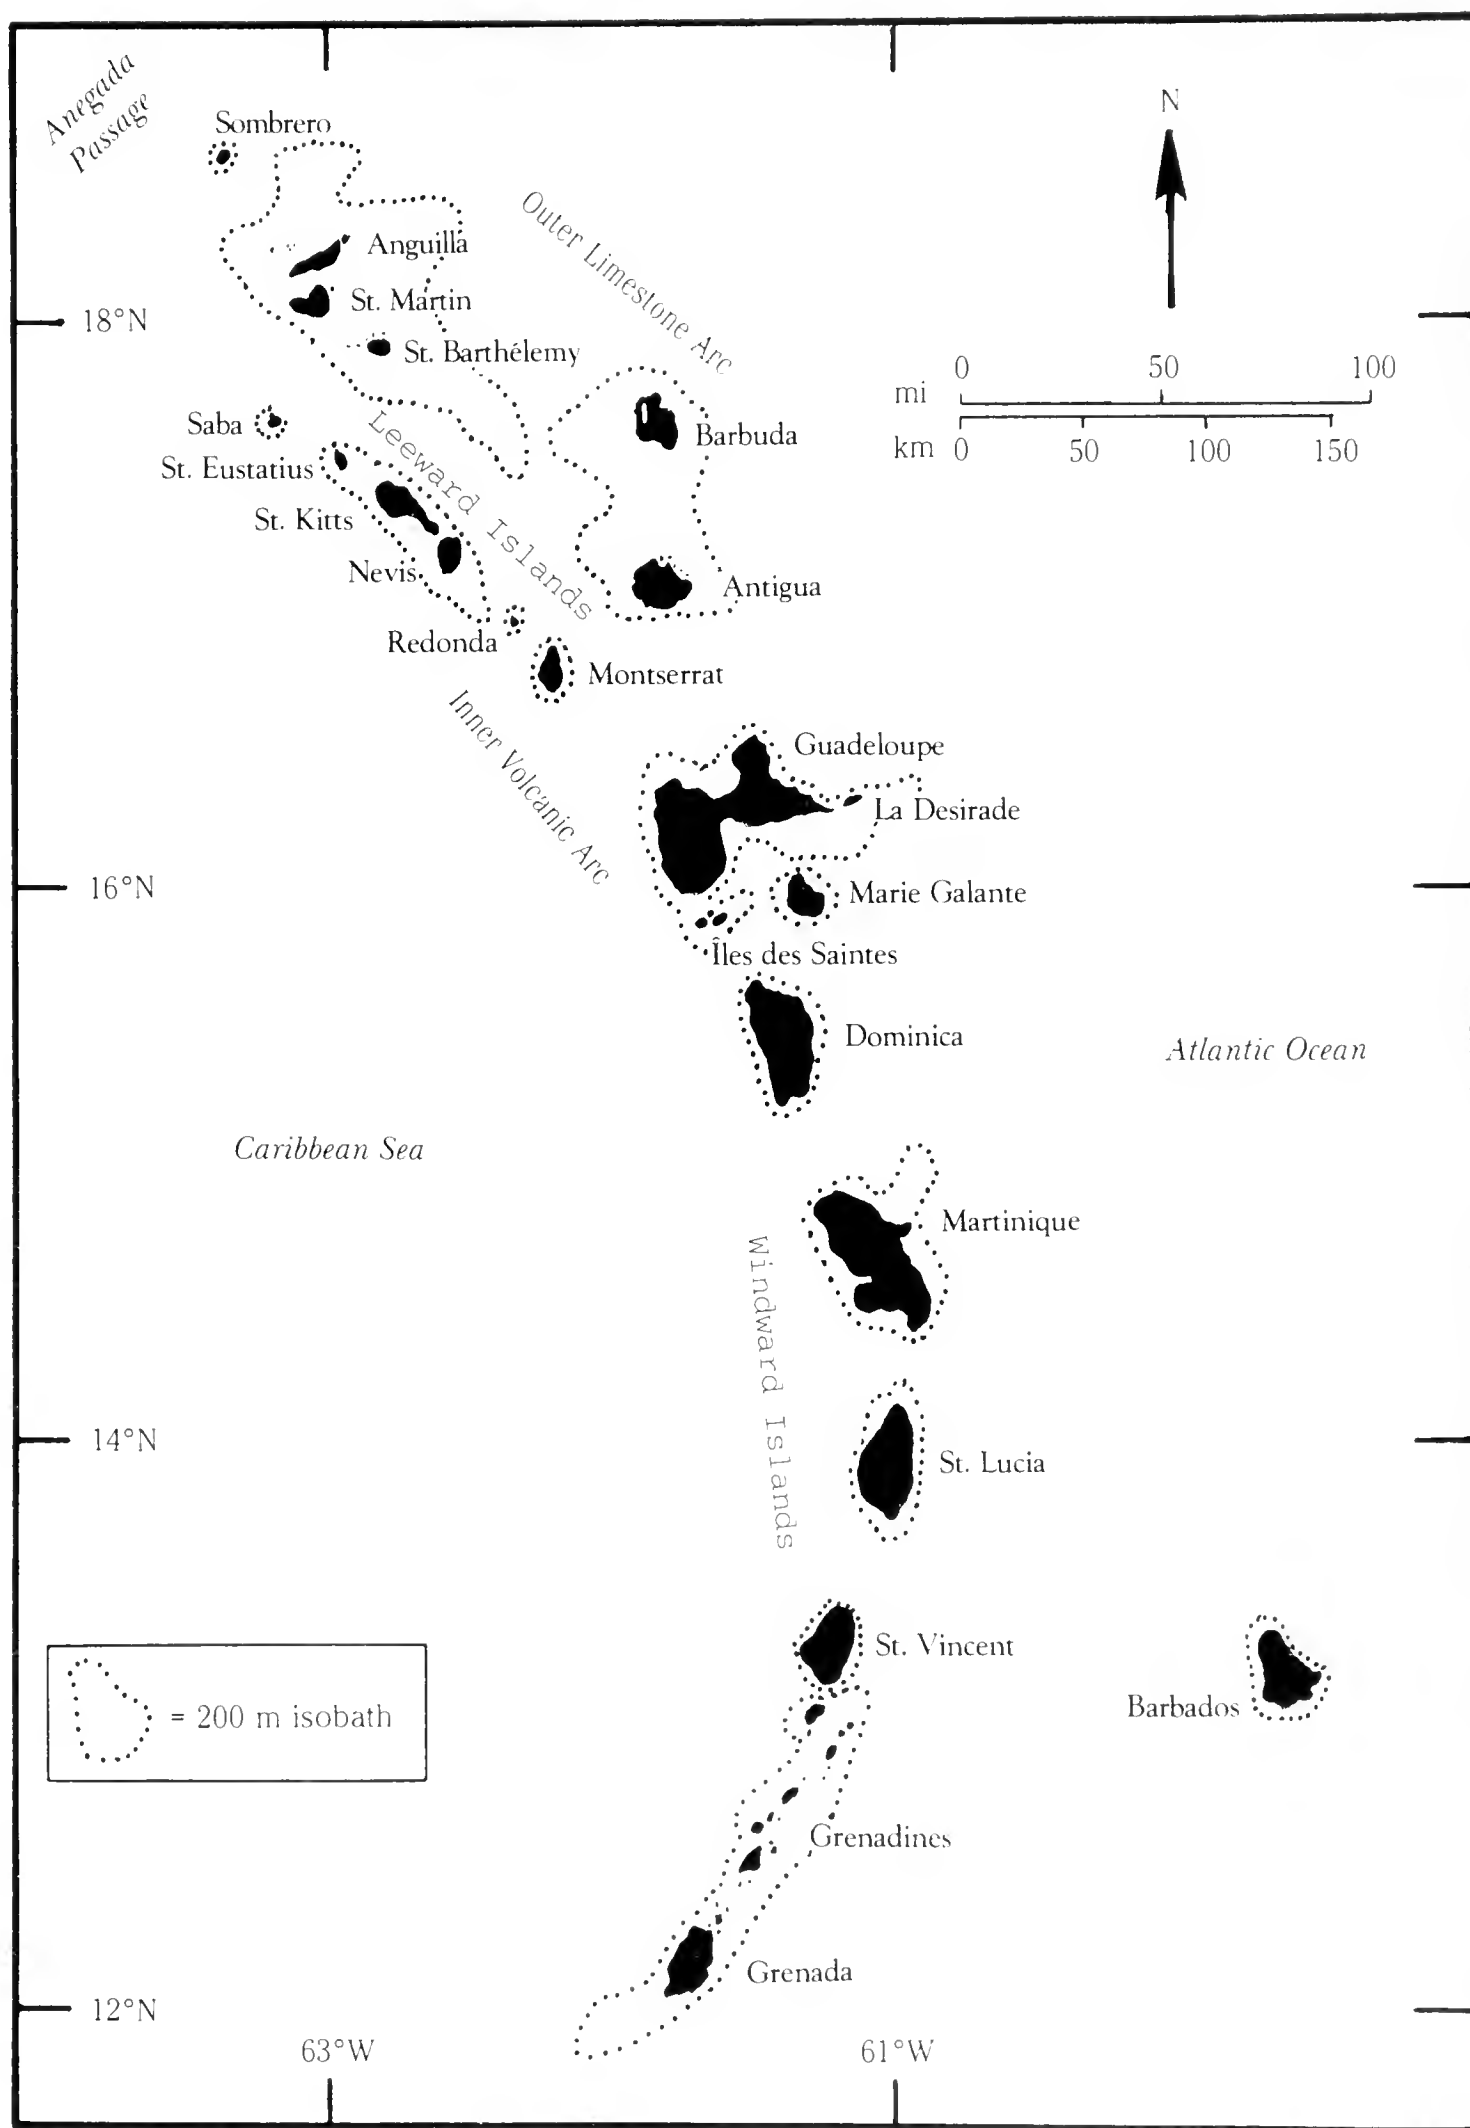 Anegada
Passage
Sombrero
N
Outer Limestone Arc
Anguilla
St. Martin
18°N
St. Barthélemy
0 50 100
mi
km 0 50 100 150
Saba
Leeward Islands
Barbuda
St. Eustatius
St. Kitts
Nevis
Antigua
Redonda
Montserrat
Inner Volcanic Arc
Guadeloupe
La Desirade
16°N
Marie Galante
Îles des Saintes
Dominica
Atlantic Ocean
Caribbean Sea
Martinique
Windward Islands
14°N
St. Lucia
St. Vincent
= 200 m isobath
Barbados
Grenadines
Grenada
12°N
63°W 61°W